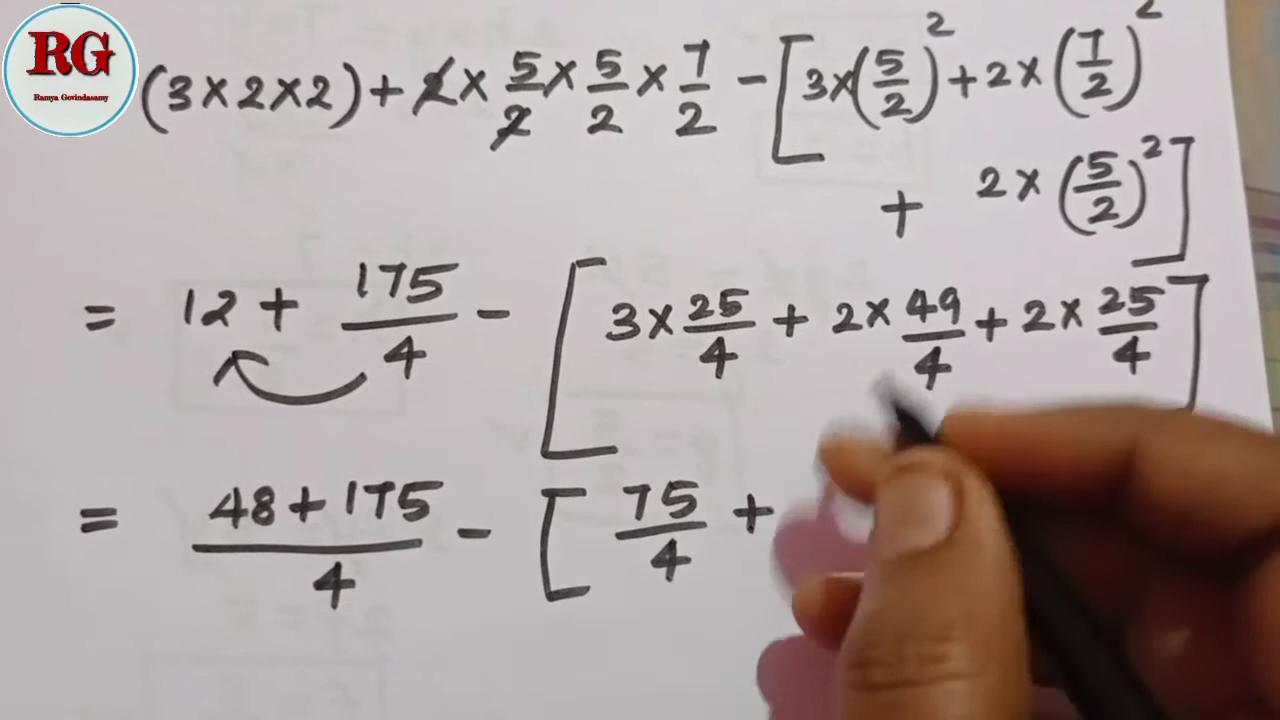 RG
Ramya Govindasamy
(3×2×2) + 2 × 5/2 × 5/2 × 7/2 - [3×(5/2)² + 2×(7/2)²
+ 2×(5/2)²]
= 12 + 175/4 - [3×25/4 + 2×49/4 + 2×25/4]
= 48+175/4 - [75/4 +